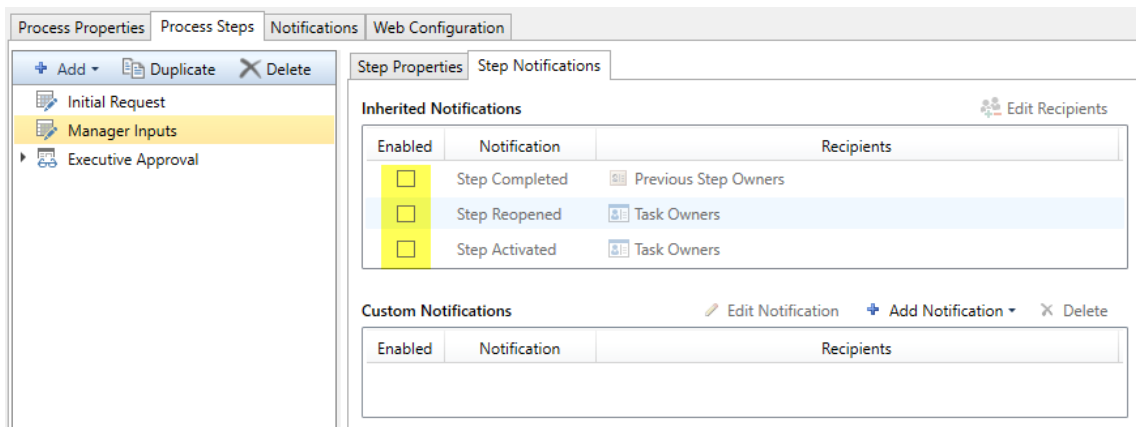 Process Properties Process Steps Notifications Web Configuration
Add Duplicate Delete
Initial Request
Manager Inputs
Executive Approval
Step Properties Step Notifications
Inherited Notifications Edit Recipients
Enabled Notification Recipients
Step Completed Previous Step Owners
Step Reopened Task Owners
Step Activated Task Owners
Custom Notifications Edit Notification Add Notification Delete
Enabled Notification Recipients